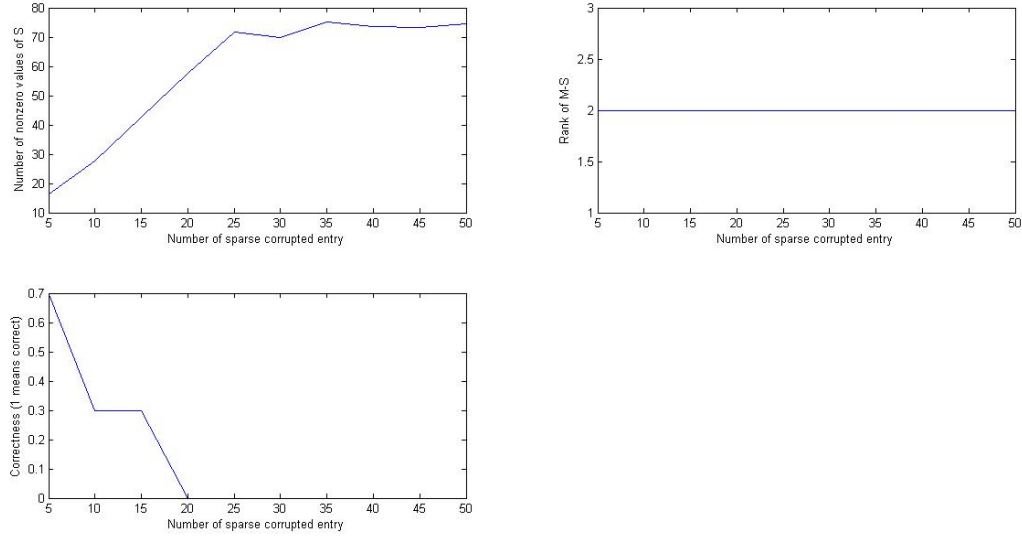 Number of nonzero values of S
80
70
60
50
40
30
20
10
5 10 15 20 25 30 35 40 45 50
Number of sparse corrupted entry
Rank of M-S
3
2.5
2
1.5
1
5 10 15 20 25 30 35 40 45 50
Number of sparse corrupted entry
Correctness (1 means correct)
0.7
0.6
0.5
0.4
0.3
0.2
0.1
0
5 10 15 20 25 30 35 40 45 50
Number of sparse corrupted entry